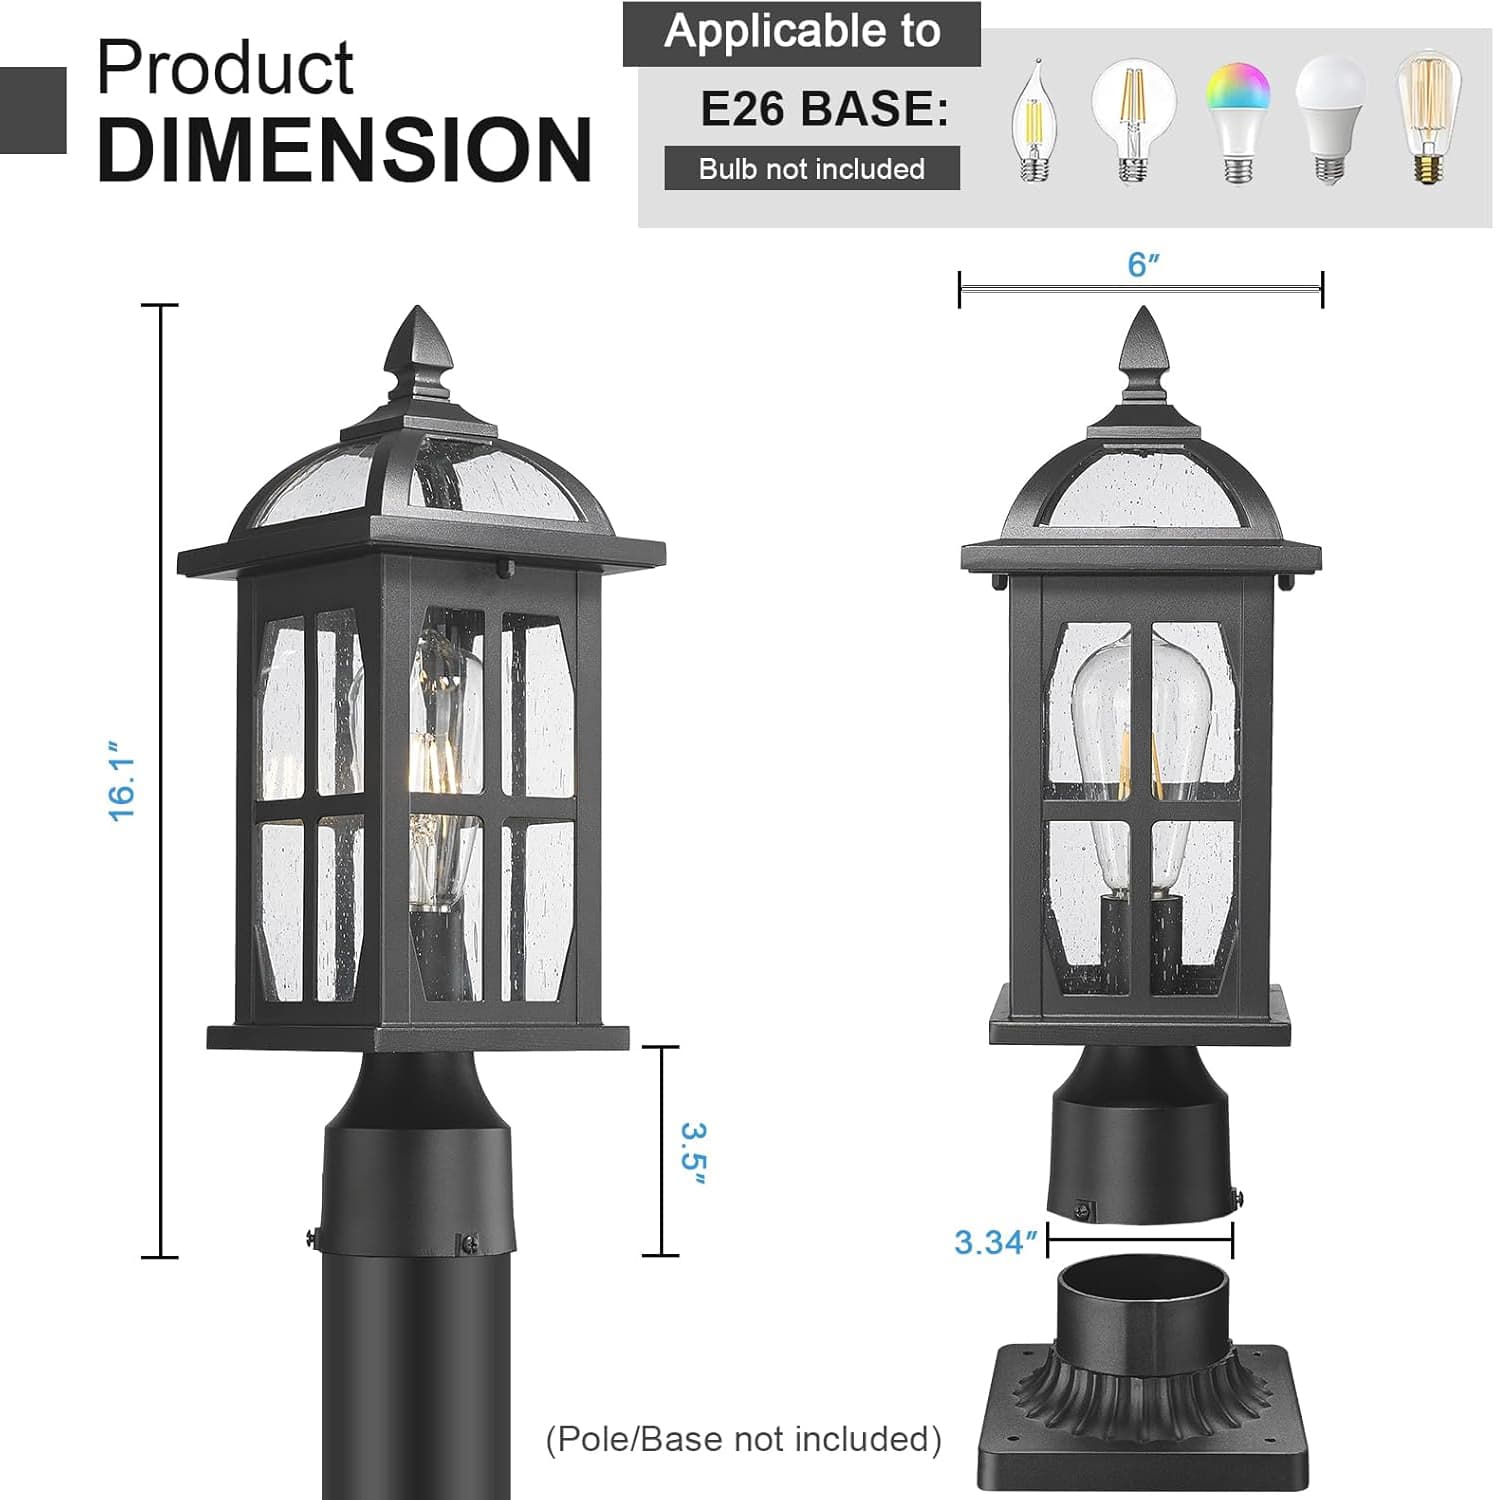 Product
DIMENSION
Applicable to
E26 BASE:
Bulb not included
6"
16.1"
3.5"
3.34"
(Pole/Base not included)